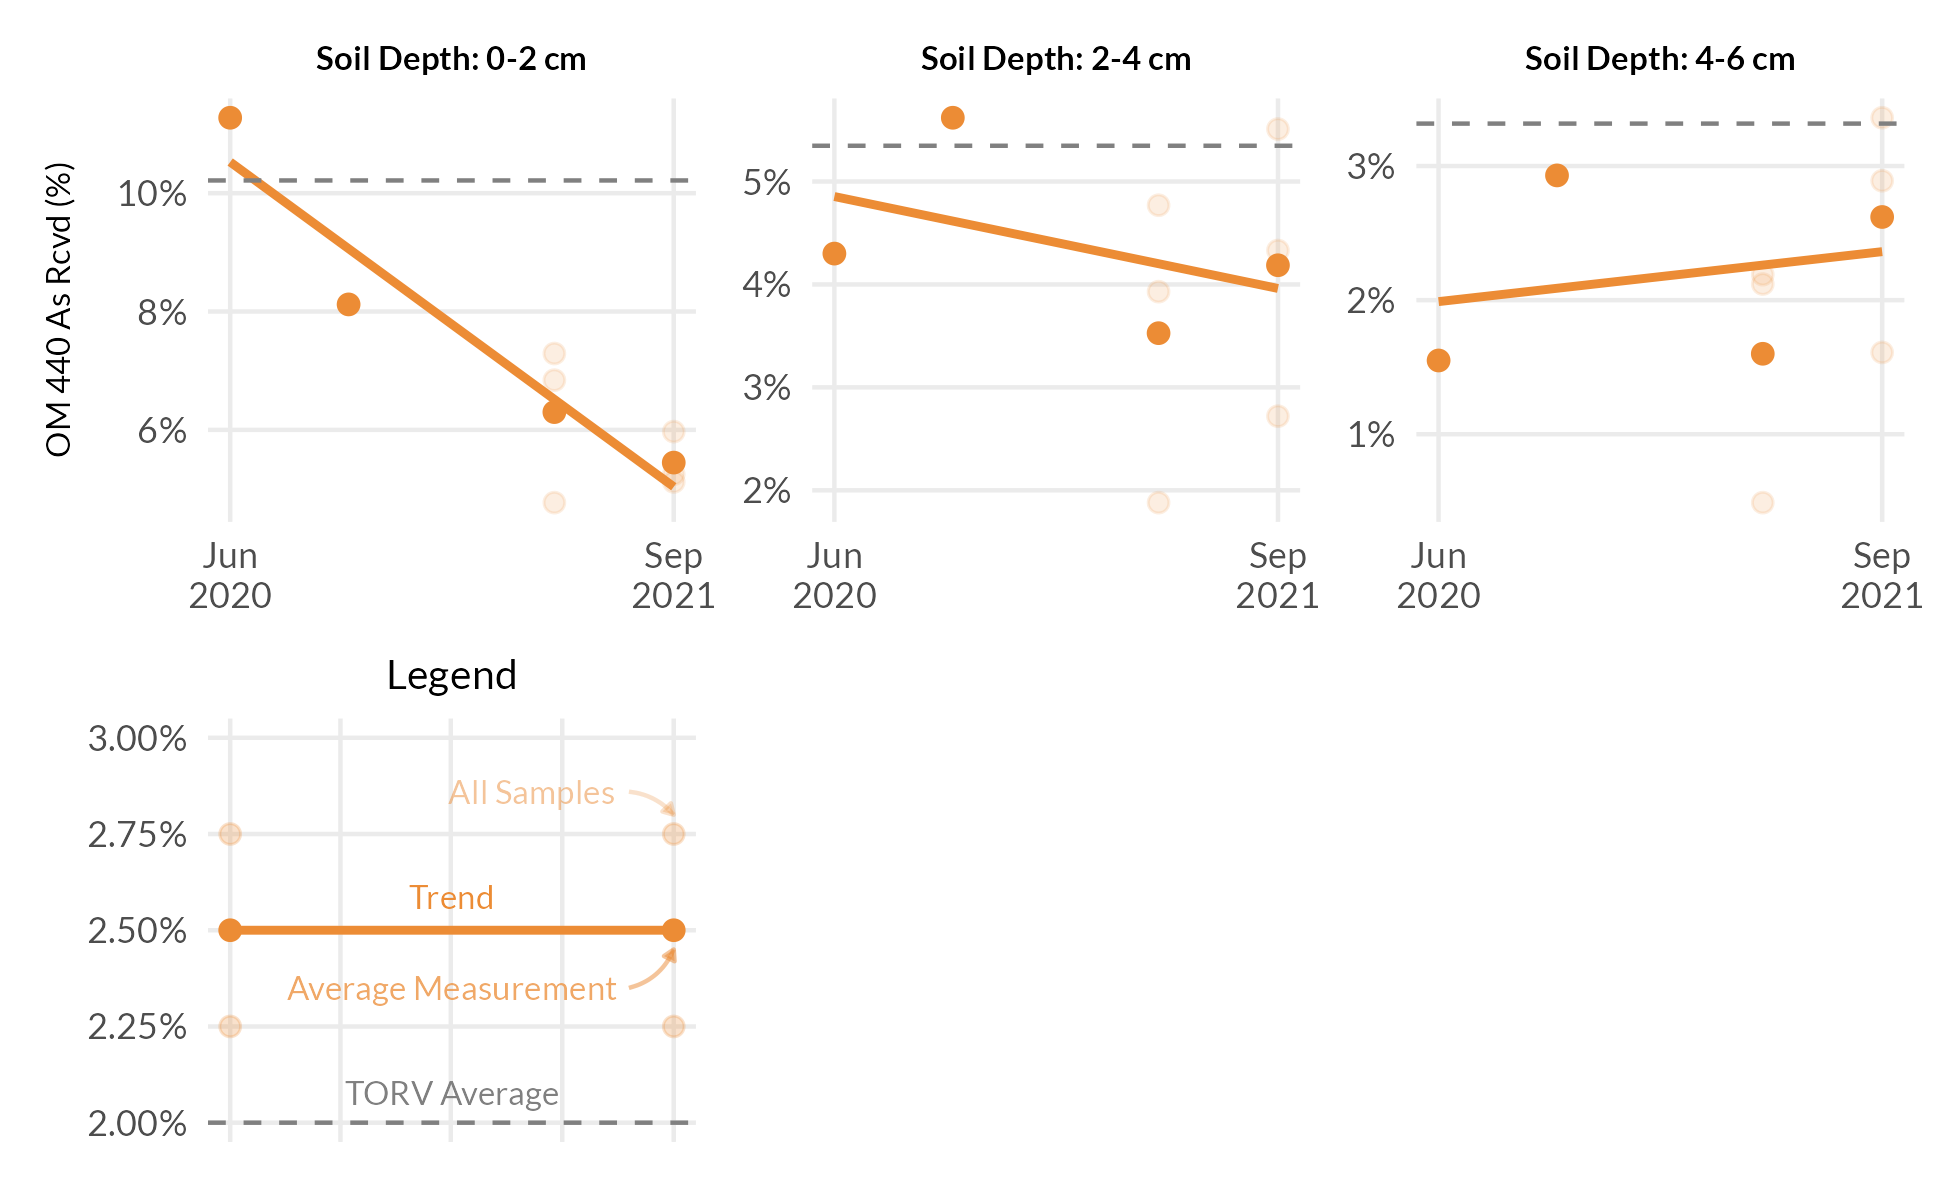 Soil Depth: 0-2 cm
Soil Depth: 2-4 cm
Soil Depth: 4-6 cm
OM 440 As Rcvd (%)
10%
8%
6%
5%
4%
3%
2%
3%
2%
1%
Jun
2020
Sep
2021
Jun
2020
Sep
2021
Jun
2020
Sep
2021
Legend
3.00%
2.75%
2.50%
2.25%
2.00%
All Samples
Trend
Average Measurement
TORV Average